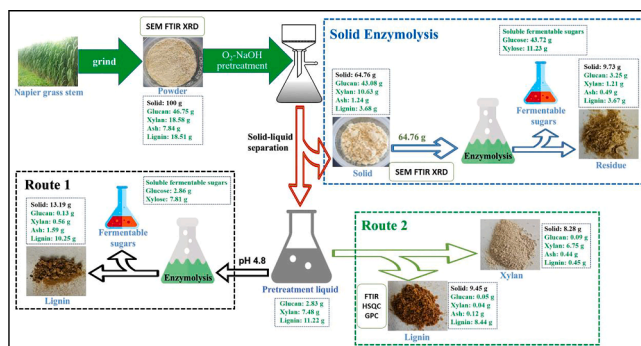 SEM FTIR XRD
grind
O₂-NaOH
pretreatment
Napier grass stem
Powder
Solid: 100 g
Glucan: 46.75 g
Xylan: 18.58 g
Ash: 7.84 g
Lignin: 18.51 g
Solid-liquid
separation
Solid Enzymolysis
Solid: 64.76 g
Glucan: 43.08 g
Xylan: 10.63 g
Ash: 1.24 g
Lignin: 3.68 g
Solid
64.76 g
SEM FTIR XRD
Soluble fermentable sugars
Glucose: 43.72 g
Xylose: 11.23 g
Fermentable
sugars
Enzymolysis
Solid: 9.73 g
Glucan: 3.25 g
Xylan: 1.21 g
Ash: 0.49 g
Lignin: 3.67 g
Residue
Route 1
Solid: 13.19 g
Glucan: 0.13 g
Xylan: 0.56 g
Ash: 1.59 g
Lignin: 10.25 g
Lignin
Soluble fermentable sugars
Glucose: 2.86 g
Xylose: 7.81 g
Fermentable
sugars
Enzymolysis
pH 4.8
Pretreatment liquid
Glucan: 2.83 g
Xylan: 7.48 g
Lignin: 11.22 g
Route 2
FTIR
HSQC
GPC
Lignin
Solid: 9.45 g
Glucan: 0.05 g
Xylan: 0.04 g
Ash: 0.12 g
Lignin: 8.44 g
Xylan
Solid: 8.28 g
Glucan: 0.09 g
Xylan: 6.75 g
Ash: 0.44 g
Lignin: 0.45 g